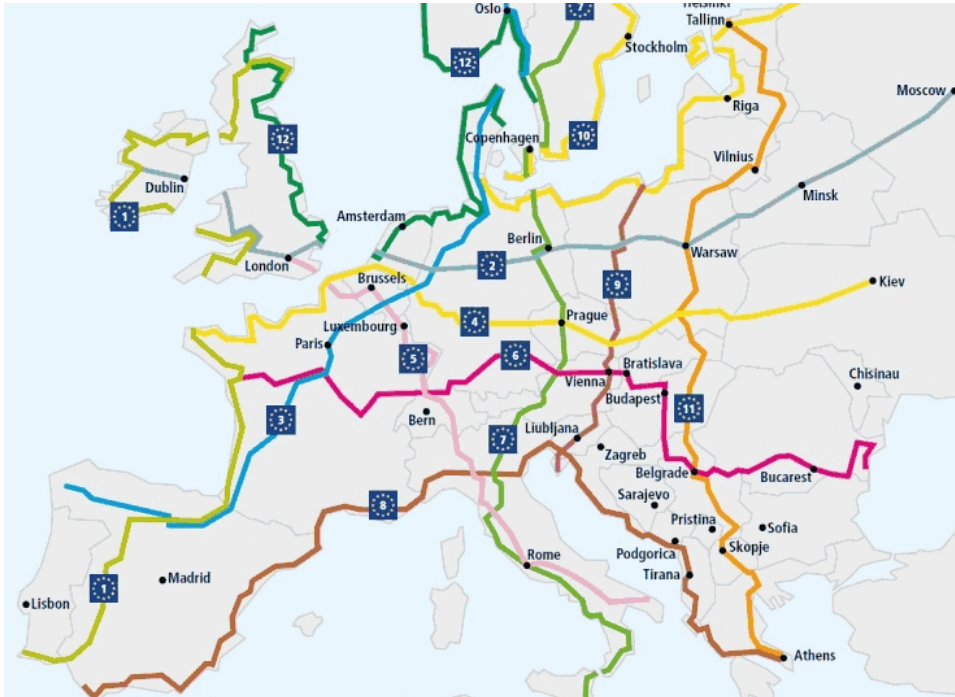 Oslo
7
Helsinki
Tallinn
Stockholm
12
Riga
Moscow
12
Copenhagen
10
Vilnius
Dublin
Minsk
1
Amsterdam
Berlin
Warsaw
London
2
Brussels
9
Kiev
4
Prague
Luxembourg
Paris
5
6
Vienna
Bratislava
Chisinau
Budapest
11
Bern
3
7
Liubljana
Zagreb
Belgrade
Bucarest
8
Sarajevo
Pristina
Sofia
Podgorica
Skopje
Rome
Tirana
Madrid
1
Lisbon
Athens